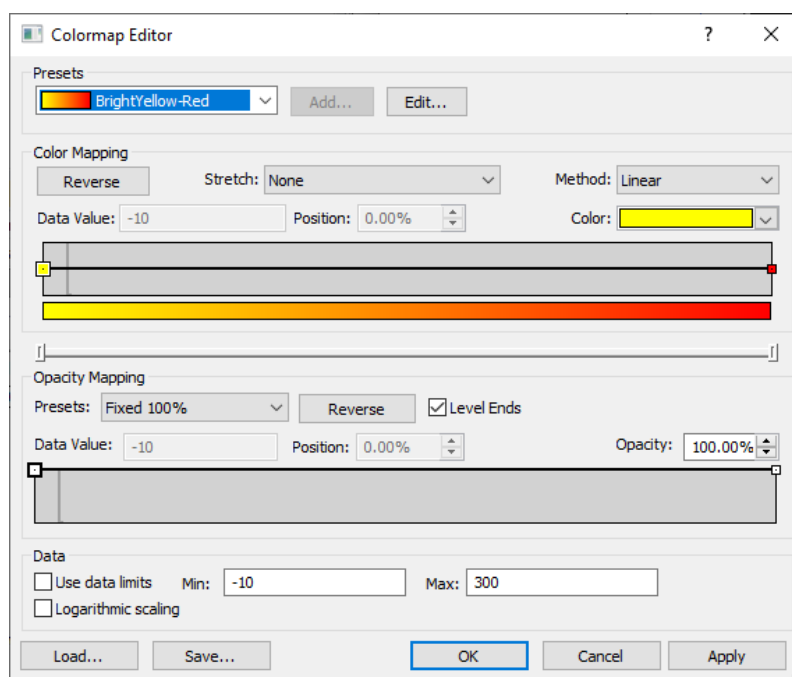 Colormap Editor ?
Presets
BrightYellow-Red Add... Edit...
Color Mapping
Reverse Stretch: None Method: Linear
Data Value: -10 Position: 0.00% Color:
Opacity Mapping
Presets: Fixed 100% Reverse Level Ends
Data Value: -10 Position: 0.00% Opacity: 100.00%
Data
Use data limits Min: -10 Max: 300
Logarithmic scaling
Load... Save... OK Cancel Apply